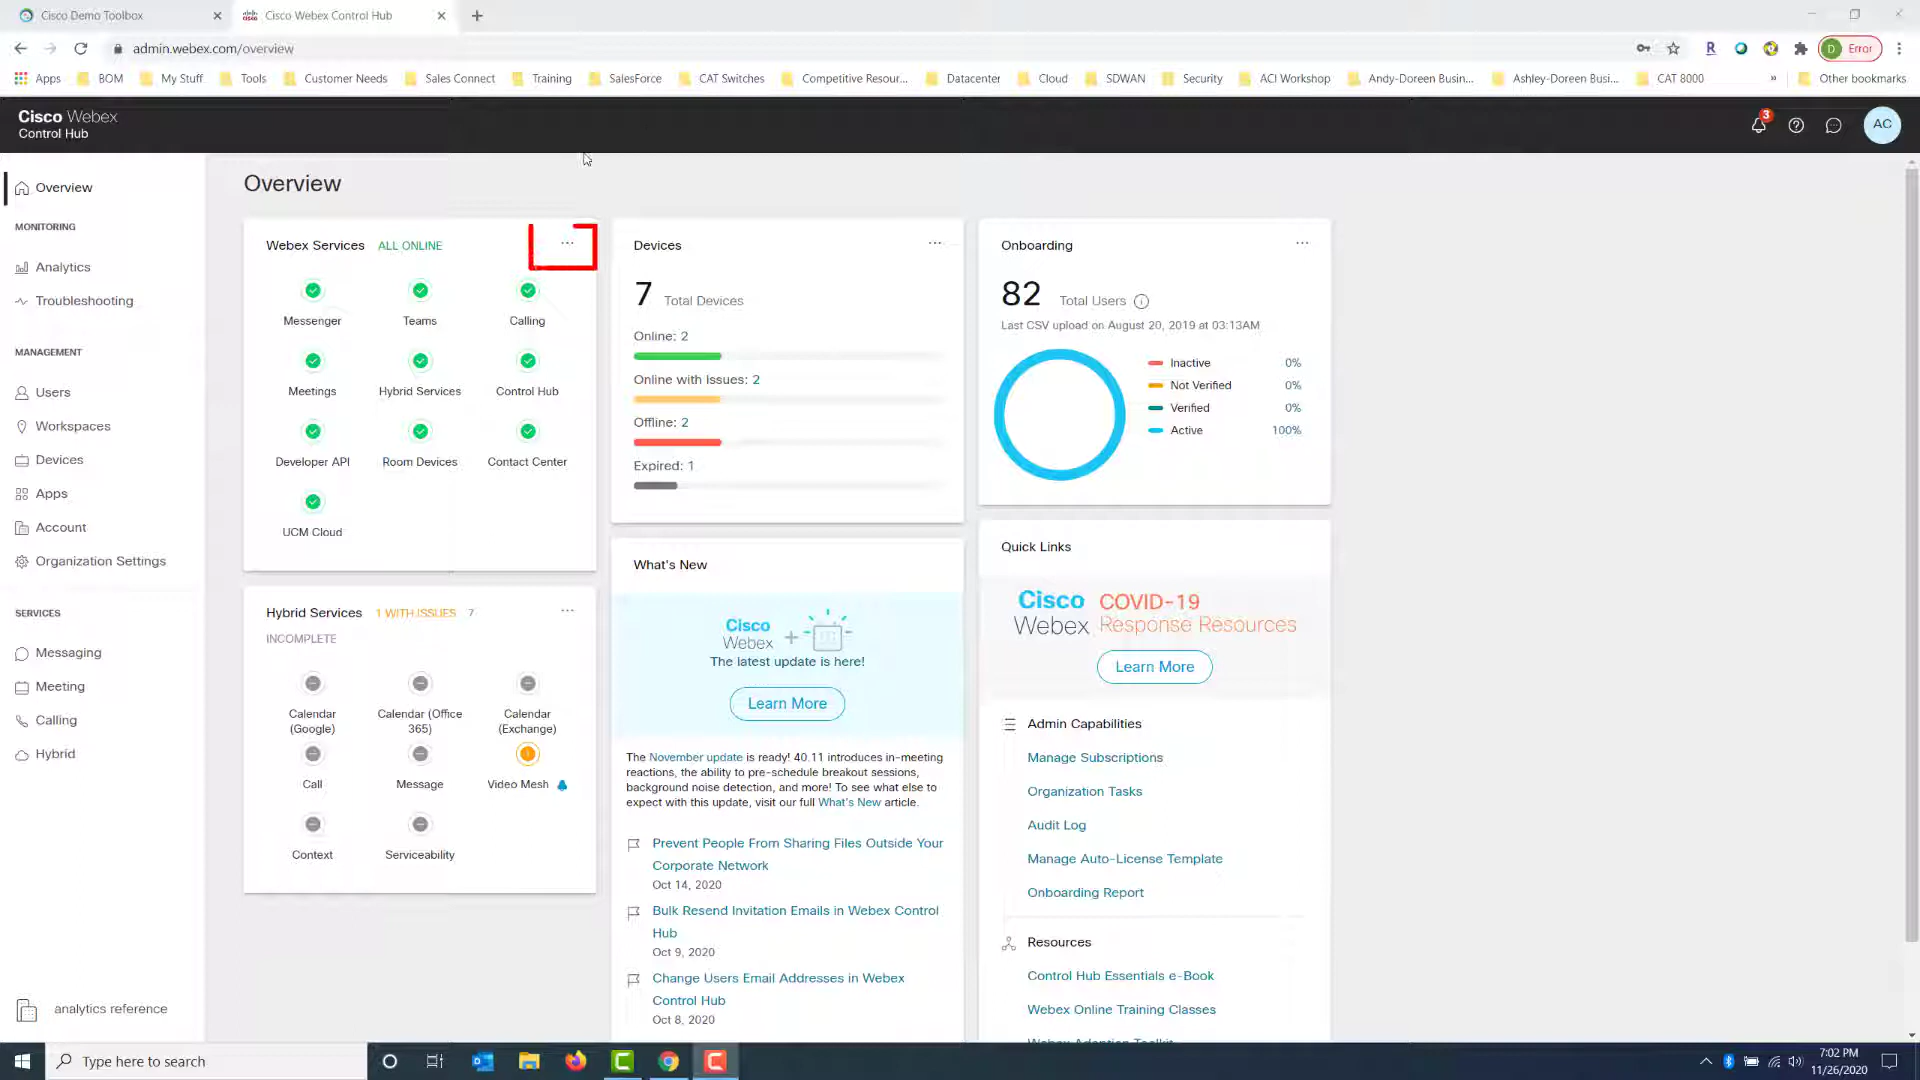 Cisco Demo Toolbox
Cisco Webex Control Hub
admin.webex.com/overview
D Error
Apps
BOM
My Stuff
Tools
Customer Needs
Sales Connect
Training
SalesForce
CAT Switches
Competitive Resour...
Datacenter
Cloud
SDWAN
Security
ACI Workshop
Andy-Doreen Busin...
Ashley-Doreen Busi...
CAT 8000
Other bookmarks
Cisco Webex
Control Hub
3
AC
Overview
MONITORING
Analytics
Troubleshooting
MANAGEMENT
Users
Workspaces
Devices
Apps
Account
Organization Settings
SERVICES
Messaging
Meeting
Calling
Hybrid
analytics reference
Overview
Webex Services ALL ONLINE
Messenger
Teams
Calling
Meetings
Hybrid Services
Control Hub
Developer API
Room Devices
Contact Center
UCM Cloud
Hybrid Services 1 WITH ISSUES 7
INCOMPLETE
Calendar
(Google)
Calendar (Office
365)
Calendar
(Exchange)
Call
Message
Video Mesh
Context
Serviceability
Devices
7 Total Devices
Online: 2
Online with Issues: 2
Offline: 2
Expired: 1
What's New
Cisco
Webex +
The latest update is here!
Learn More
The November update is ready! 40.11 introduces in-meeting
reactions, the ability to pre-schedule breakout sessions,
background noise detection, and more! To see what else to
expect with this update, visit our full What's New article.
Prevent People From Sharing Files Outside Your
Corporate Network
Oct 14, 2020
Bulk Resend Invitation Emails in Webex Control
Hub
Oct 9, 2020
Change Users Email Addresses in Webex
Control Hub
Oct 8, 2020
Onboarding
82 Total Users
Last CSV upload on August 20, 2019 at 03:13AM
Inactive 0%
Not Verified 0%
Verified 0%
Active 100%
Quick Links
Cisco COVID-19
Webex Response Resources
Learn More
Admin Capabilities
Manage Subscriptions
Organization Tasks
Audit Log
Manage Auto-License Template
Onboarding Report
Resources
Control Hub Essentials e-Book
Webex Online Training Classes
Webex Adoption Toolkit
Type here to search
7:02 PM
11/26/2020